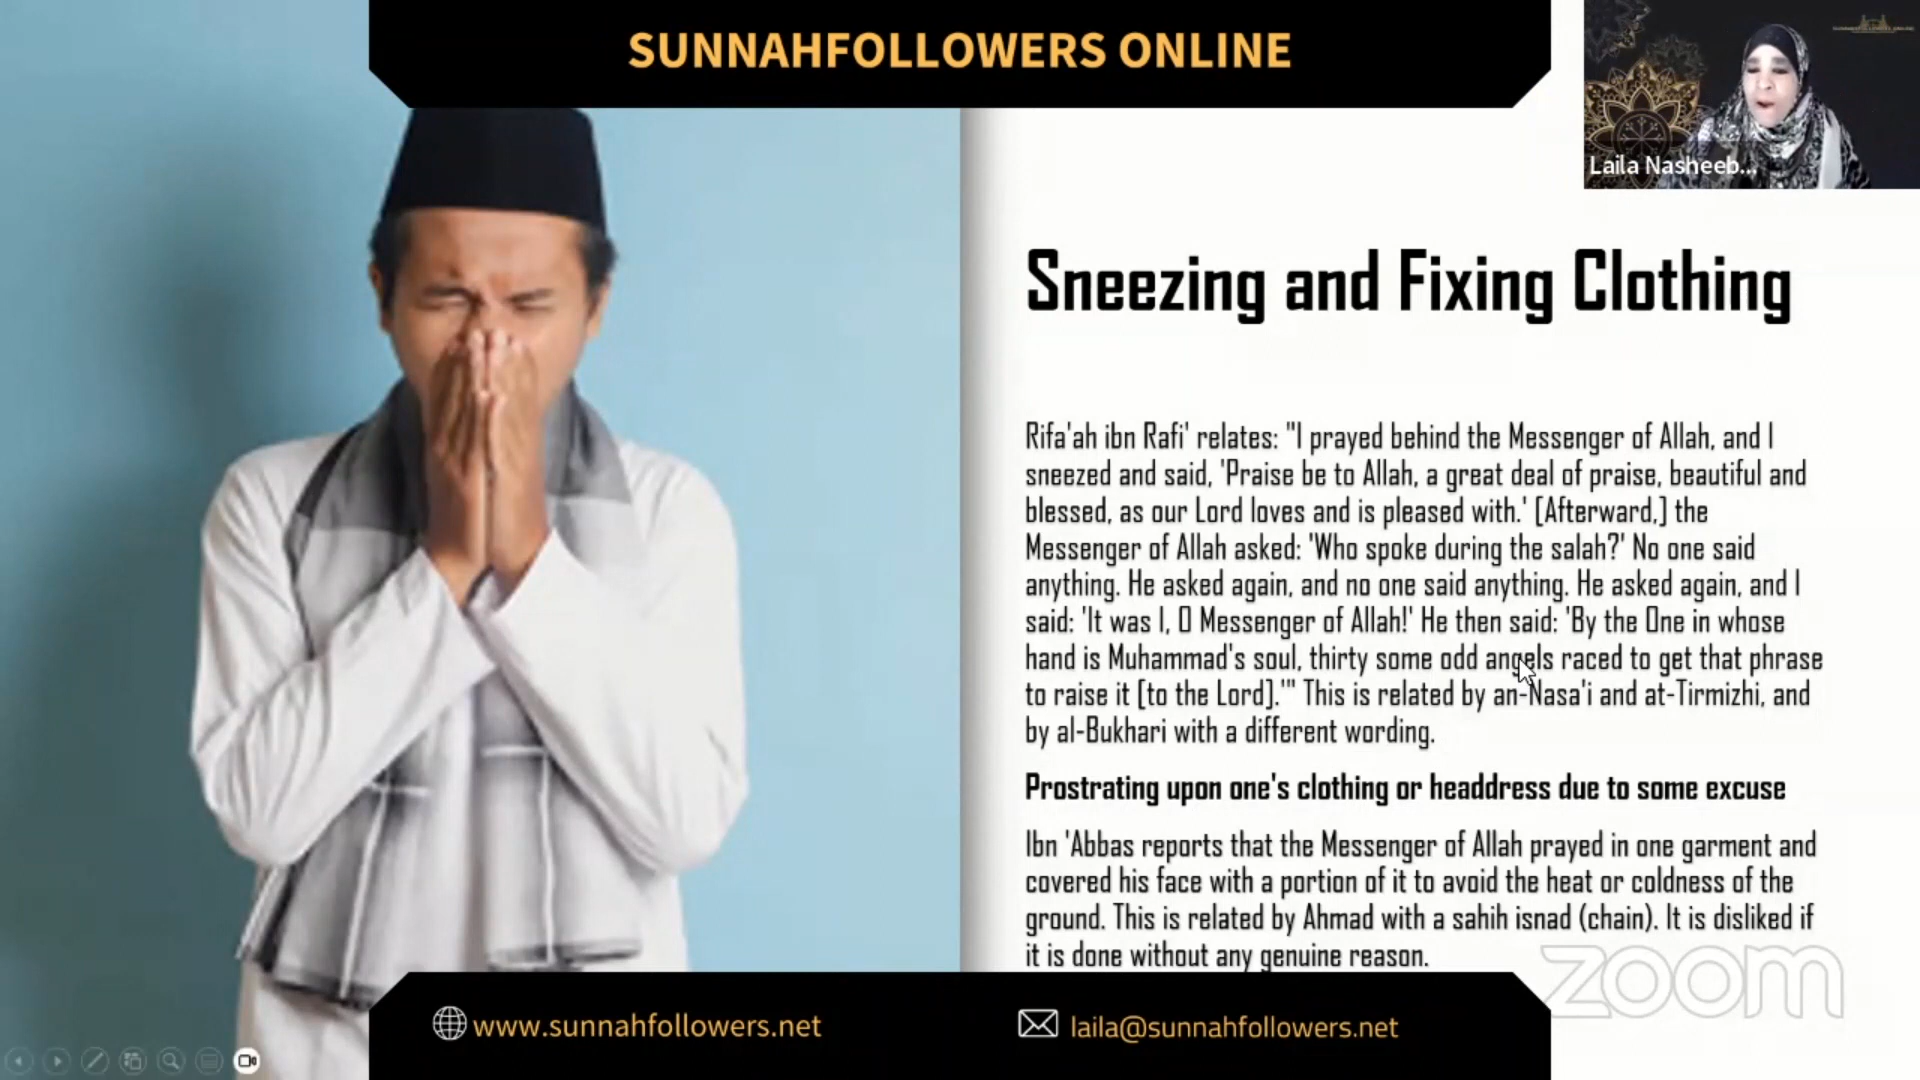 SUNNAHFOLLOWERS ONLINE
Laila Nasheeb...
Sneezing and Fixing Clothing
Rifa'ah ibn Rafi' relates: "I prayed behind the Messenger of Allah, and I
sneezed and said, 'Praise be to Allah, a great deal of praise, beautiful and
blessed, as our Lord loves and is pleased with.' [Afterward,] the
Messenger of Allah asked: 'Who spoke during the salah?' No one said
anything. He asked again, and no one said anything. He asked again, and I
said: 'It was I, O Messenger of Allah!' He then said: 'By the One in whose
hand is Muhammad's soul, thirty some odd angels raced to get that phrase
to raise it [to the Lord].'" This is related by an-Nasa'i and at-Tirmizhi, and
by al-Bukhari with a different wording.
Prostrating upon one's clothing or headdress due to some excuse
Ibn 'Abbas reports that the Messenger of Allah prayed in one garment and
covered his face with a portion of it to avoid the heat or coldness of the
ground. This is related by Ahmad with a sahih isnad (chain). It is disliked if
it is done without any genuine reason.
zoom
www.sunnahfollowers.net
laila@sunnahfollowers.net